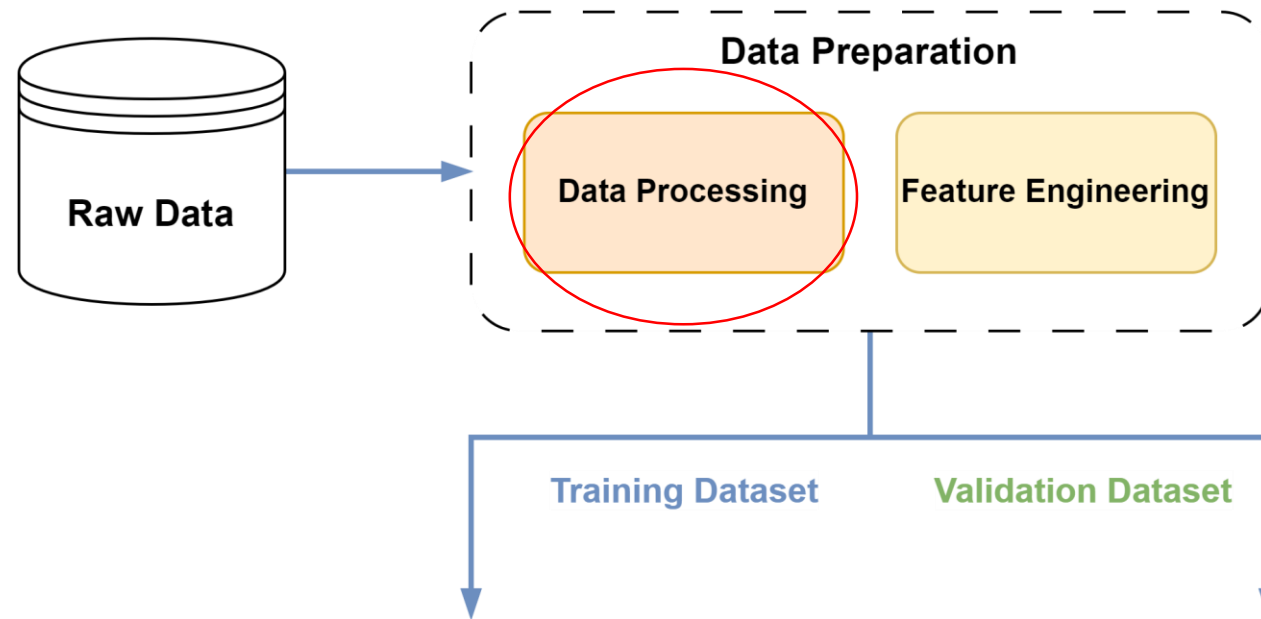 Data Preparation
Raw Data
Data Processing
Feature Engineering
Training Dataset
Validation Dataset